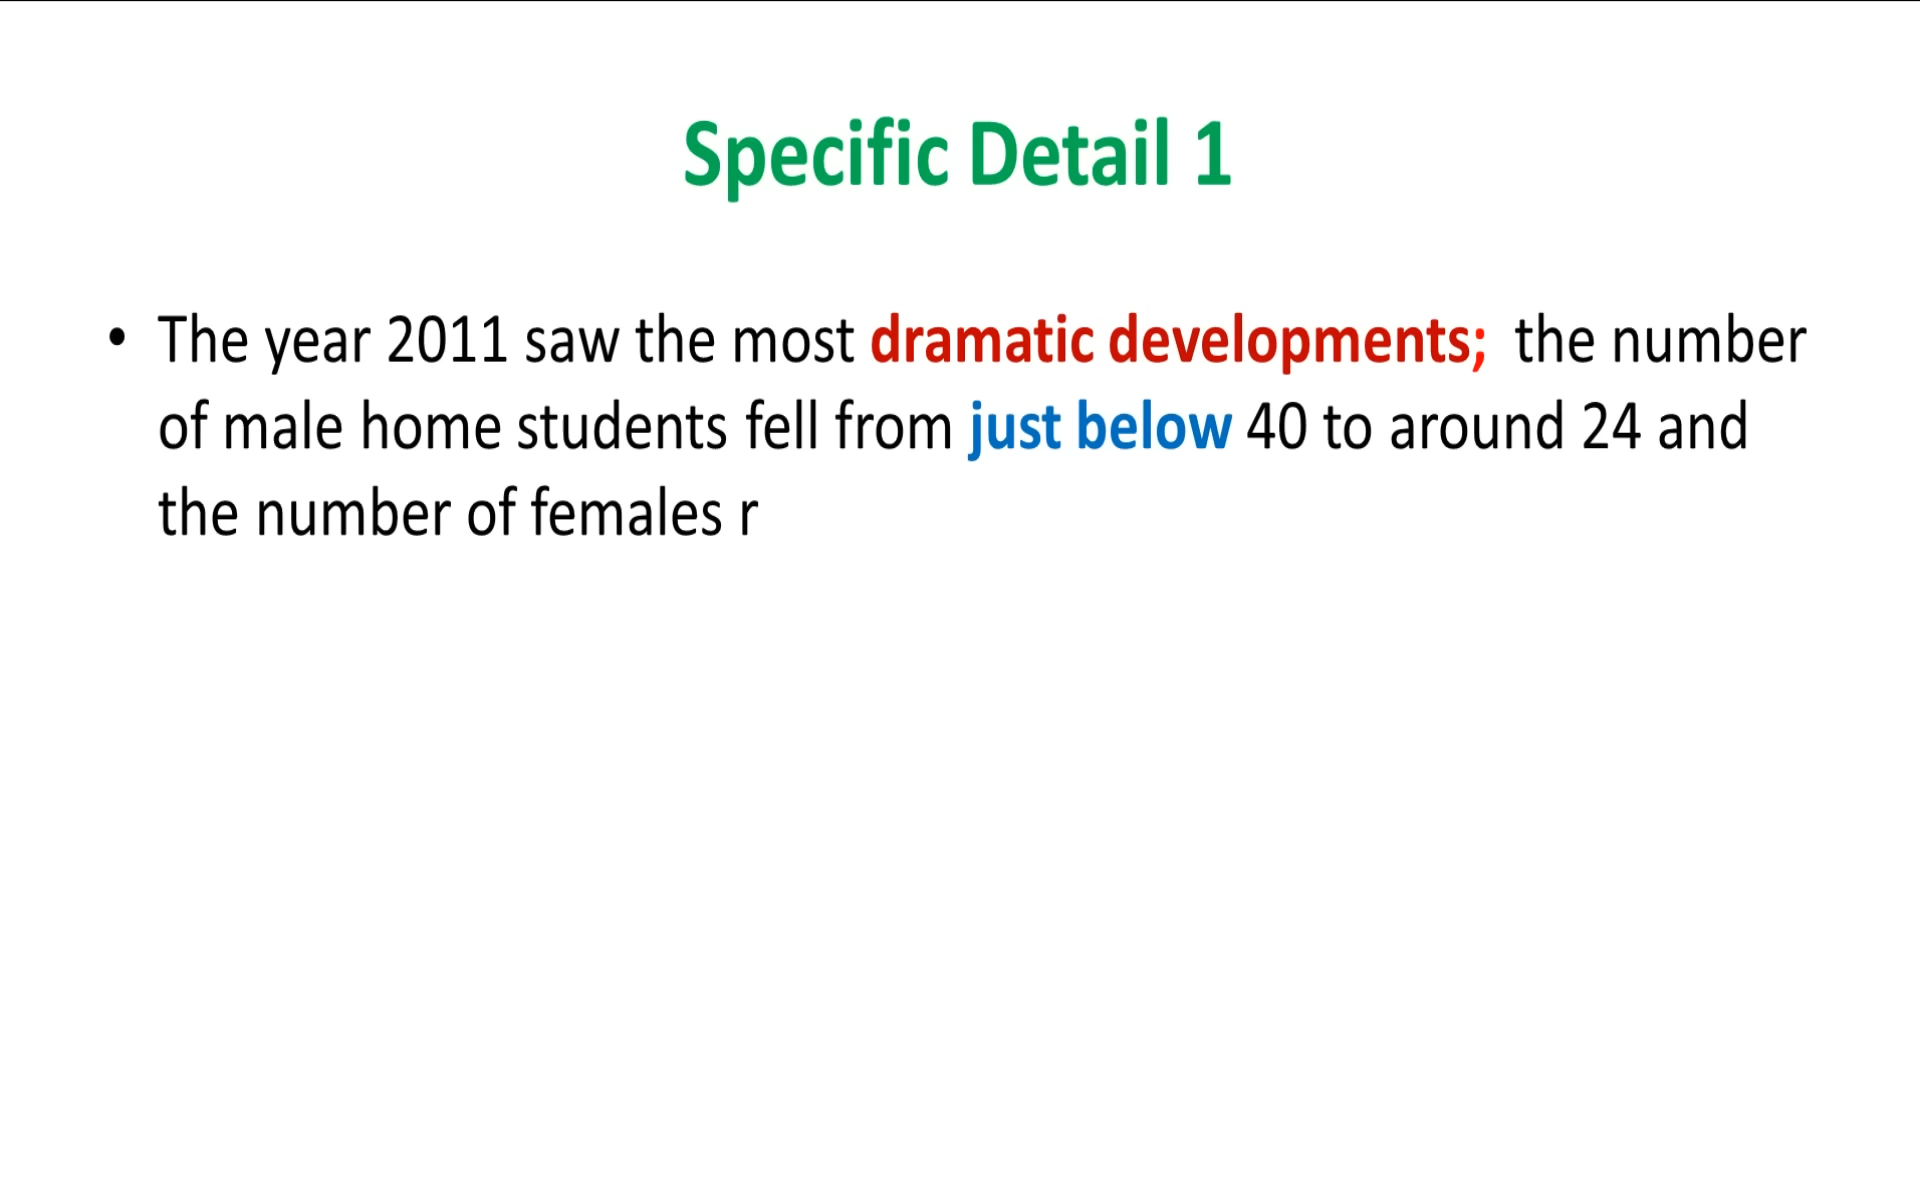 Specific Detail 1
• The year 2011 saw the most dramatic developments;  the number
of male home students fell from just below 40 to around 24 and
the number of females r